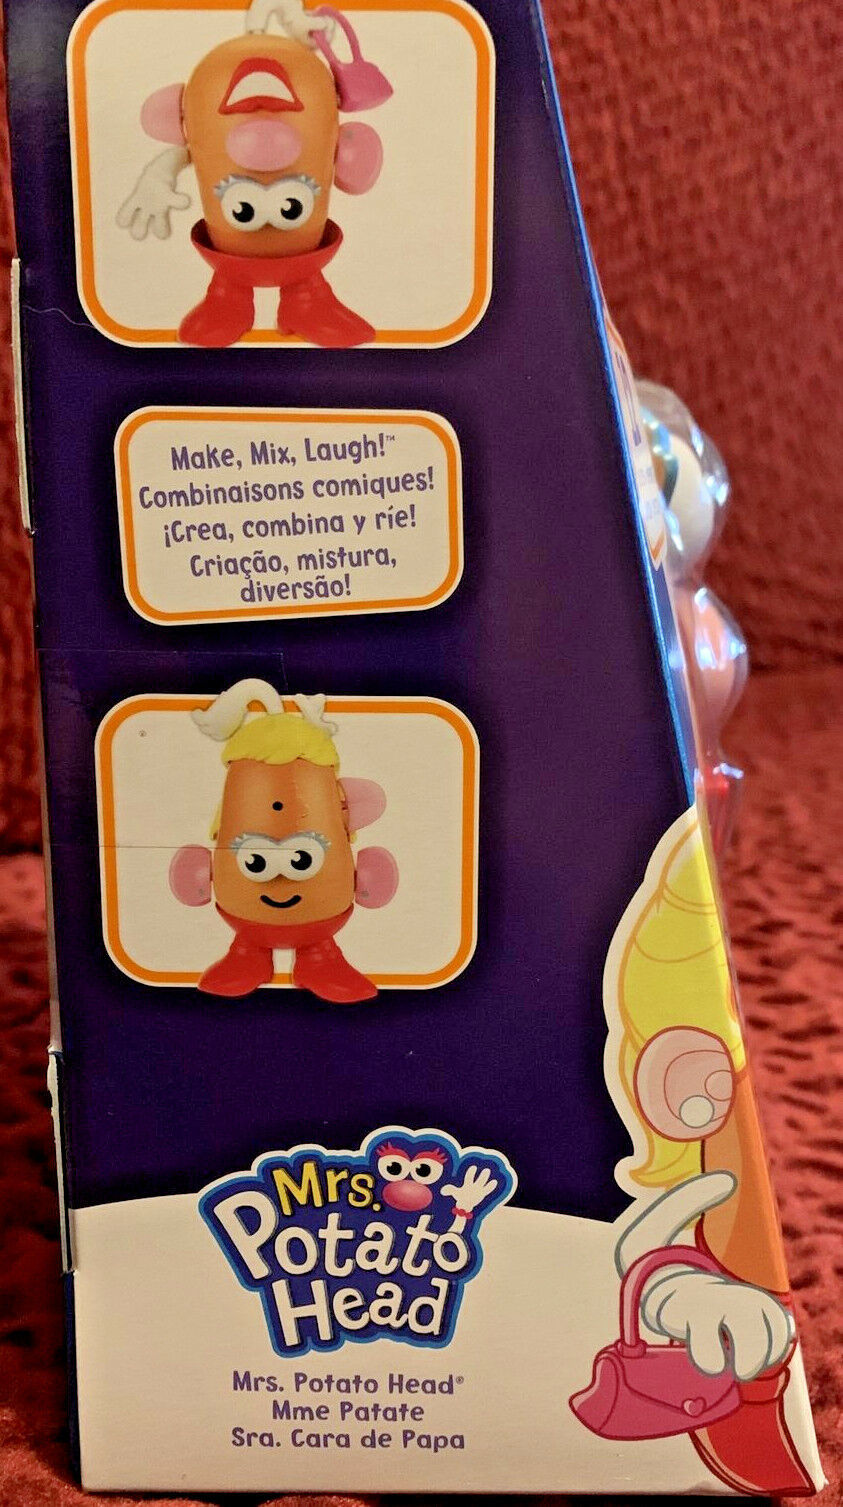 Make, Mix, Laugh!™
Combinaisons comiques!
¡Crea, combina y ríe!
Criação, mistura,
diversão!
Mrs.
Potato
Head
Mrs. Potato Head®
Mme Patate
Sra. Cara de Papa